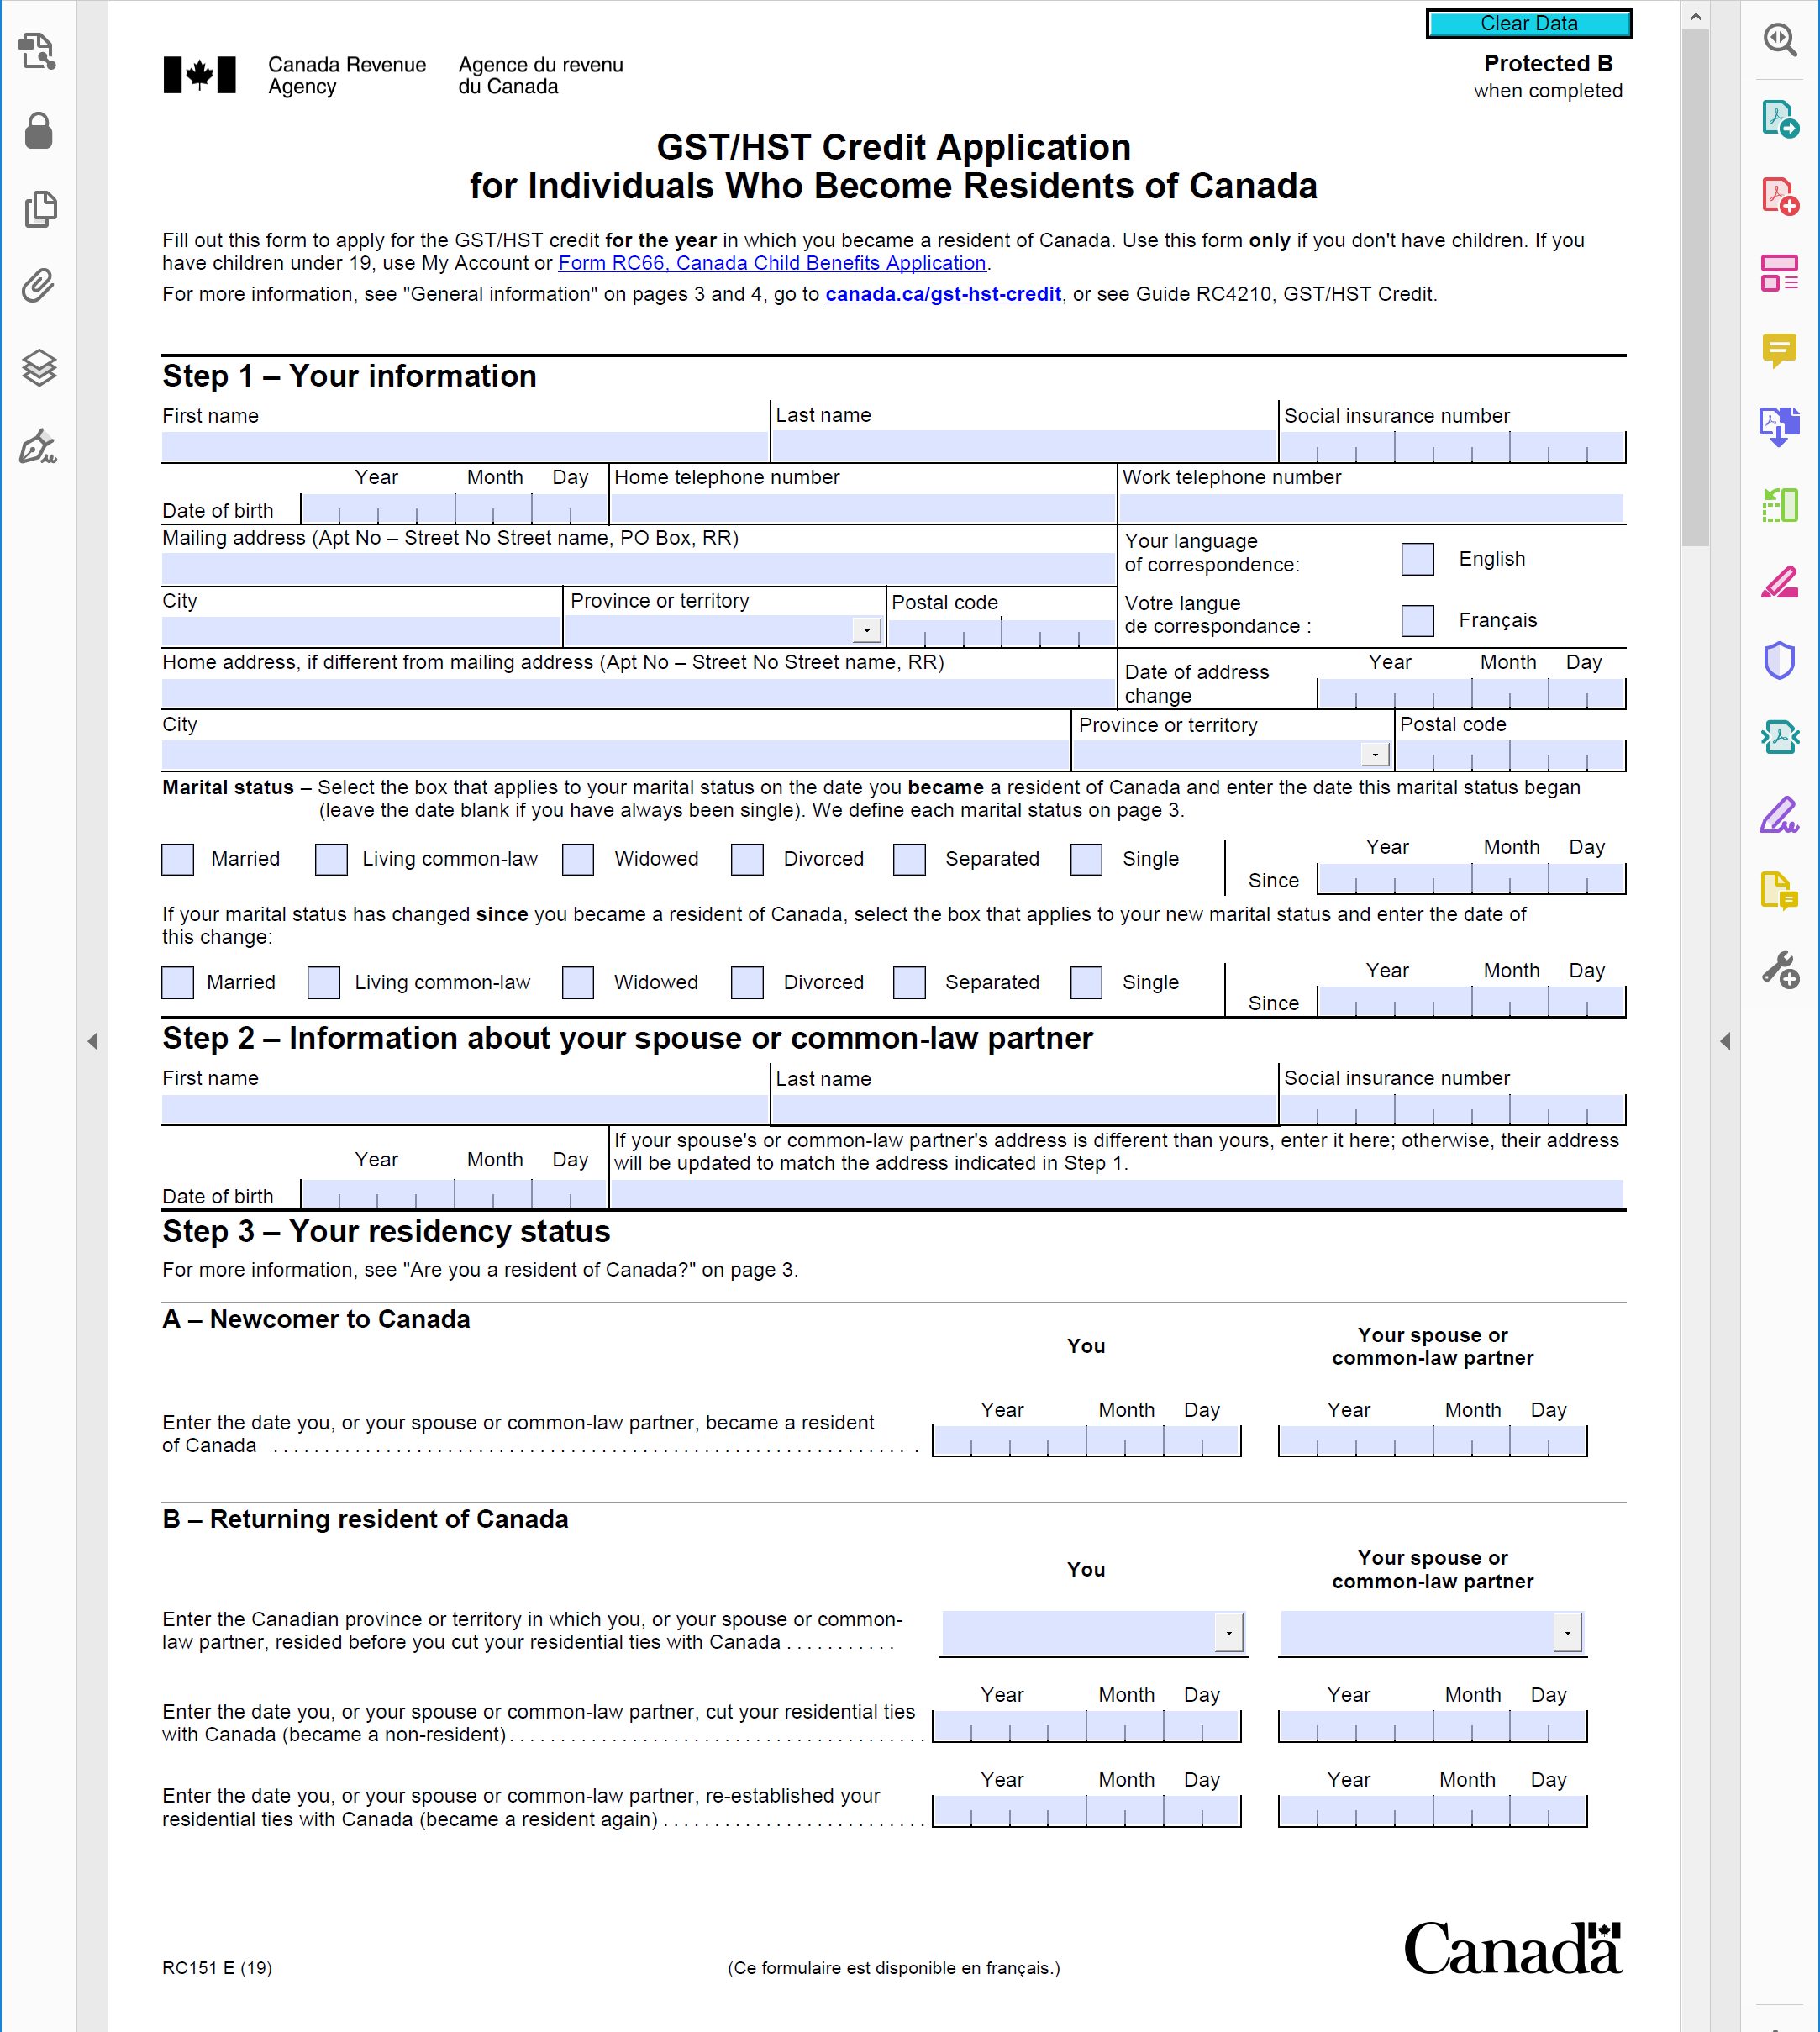 Clear Data
Canada Revenue Agence du revenu
Agency du Canada
Protected B
when completed
GST/HST Credit Application
for Individuals Who Become Residents of Canada
Fill out this form to apply for the GST/HST credit for the year in which you became a resident of Canada. Use this form only if you don't have children. If you
have children under 19, use My Account or Form RC66, Canada Child Benefits Application.
For more information, see "General information" on pages 3 and 4, go to canada.ca/gst-hst-credit, or see Guide RC4210, GST/HST Credit.
Step 1 – Your information
First name Last name Social insurance number
Year Month Day Home telephone number Work telephone number
Date of birth
Mailing address (Apt No – Street No Street name, PO Box, RR)
Your language
of correspondence: English
City Province or territory Postal code
Votre langue
de correspondance : Français
Home address, if different from mailing address (Apt No – Street No Street name, RR)
Date of address
change
Year Month Day
City Province or territory Postal code
Marital status – Select the box that applies to your marital status on the date you became a resident of Canada and enter the date this marital status began
(leave the date blank if you have always been single). We define each marital status on page 3.
Year Month Day
Married Living common-law Widowed Divorced Separated Single Since
If your marital status has changed since you became a resident of Canada, select the box that applies to your new marital status and enter the date of
this change:
Year Month Day
Married Living common-law Widowed Divorced Separated Single Since
Step 2 – Information about your spouse or common-law partner
First name Last name Social insurance number
If your spouse's or common-law partner's address is different than yours, enter it here; otherwise, their address
will be updated to match the address indicated in Step 1.
Year Month Day
Date of birth
Step 3 – Your residency status
For more information, see "Are you a resident of Canada?" on page 3.
A – Newcomer to Canada
You
Your spouse or
common-law partner
Year Month Day Year Month Day
Enter the date you, or your spouse or common-law partner, became a resident
of Canada . . . . . . . . . . . . . . . . . . . . . . . . . . . . . . . . . . . . . . . . . . . . . . . . . . . . . . . . . . . . . . .
B – Returning resident of Canada
You
Your spouse or
common-law partner
Enter the Canadian province or territory in which you, or your spouse or common-
law partner, resided before you cut your residential ties with Canada . . . . . . . . . . .
Year Month Day Year Month Day
Enter the date you, or your spouse or common-law partner, cut your residential ties
with Canada (became a non-resident) . . . . . . . . . . . . . . . . . . . . . . . . . . . . . . . . . . . . . . . . .
Year Month Day Year Month Day
Enter the date you, or your spouse or common-law partner, re-established your
residential ties with Canada (became a resident again) . . . . . . . . . . . . . . . . . . . . . . . . . .
RC151 E (19) (Ce formulaire est disponible en français.)
Canada